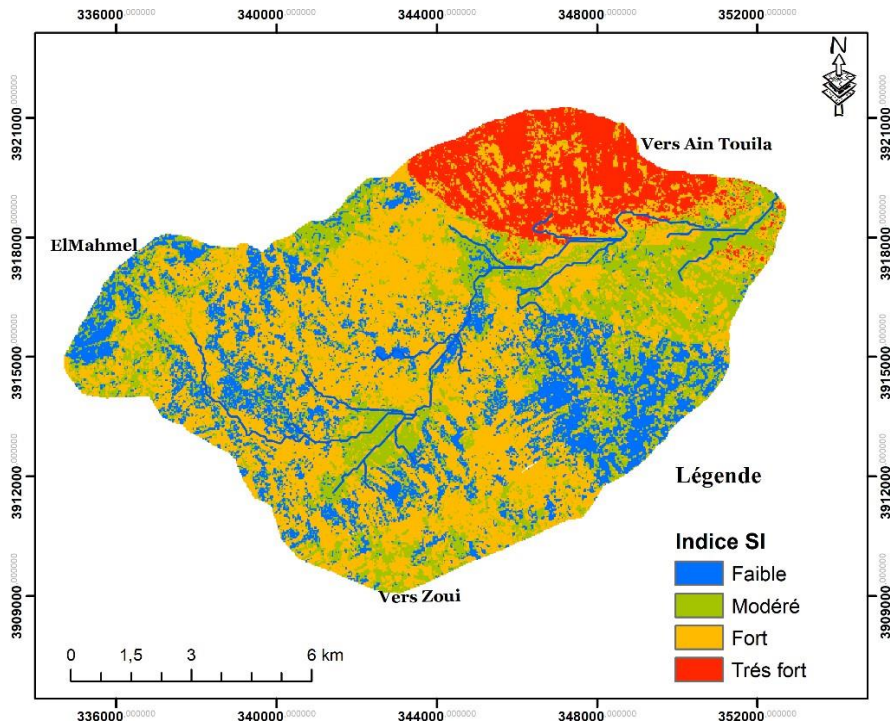 336000.000000 340000.000000 344000.000000 348000.000000 352000.000000
N
3921000.000000 3921000.000000
Vers Ain Touila
ElMahmel
3918000.000000 3918000.000000
3915000.000000 3915000.000000
3912000.000000 3912000.000000
Légende
Indice SI
Faible
Modéré
Fort
Trés fort
Vers Zoui
3909000.000000 3909000.000000
0 1,5 3 6 km
336000.000000 340000.000000 344000.000000 348000.000000 352000.000000